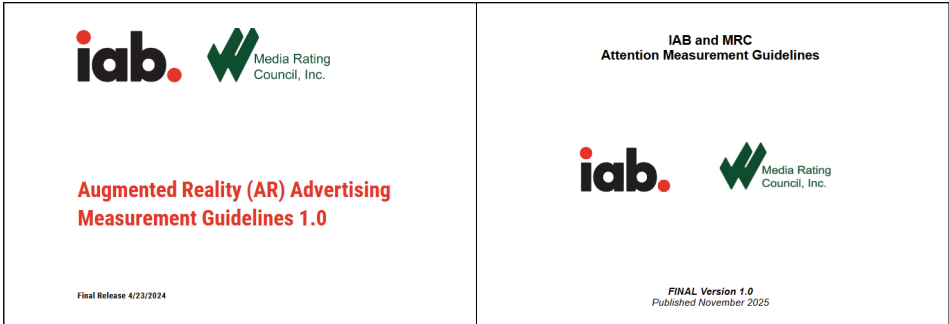 iab.
Media Rating
Council, Inc.
Augmented Reality (AR) Advertising
Measurement Guidelines 1.0
Final Release 4/23/2024
IAB and MRC
Attention Measurement Guidelines
iab.
Media Rating
Council, Inc.
FINAL Version 1.0
Published November 2025